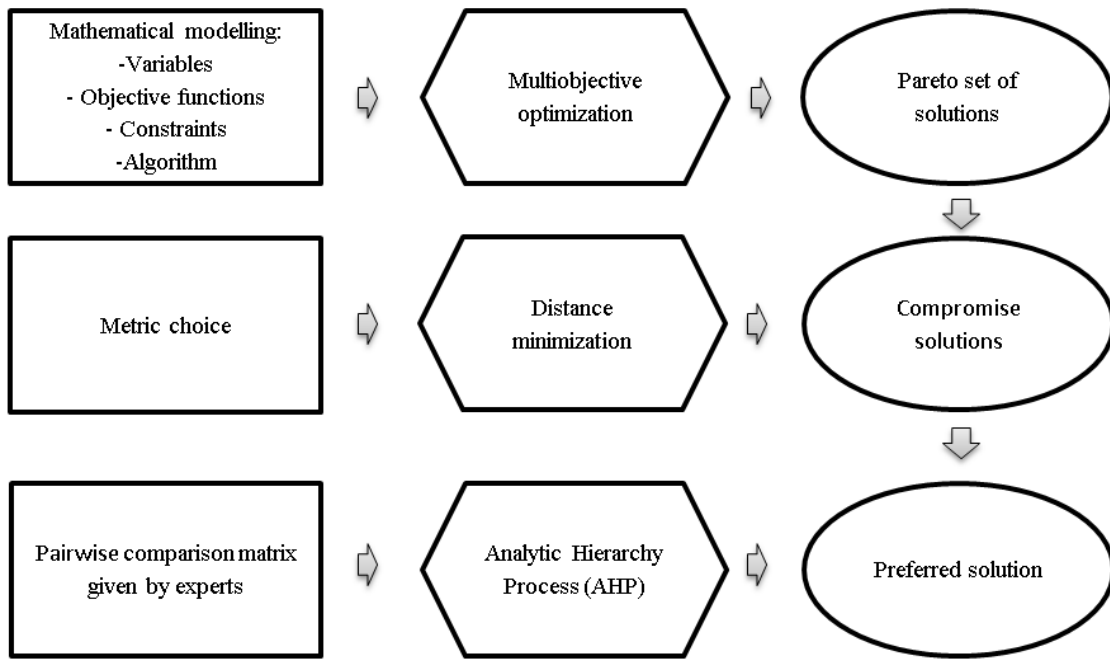 Mathematical modelling:
-Variables
- Objective functions
- Constraints
-Algorithm
Multiobjective
optimization
Pareto set of
solutions
Metric choice
Distance
minimization
Compromise
solutions
Pairwise comparison matrix
given by experts
Analytic Hierarchy
Process (AHP)
Preferred solution